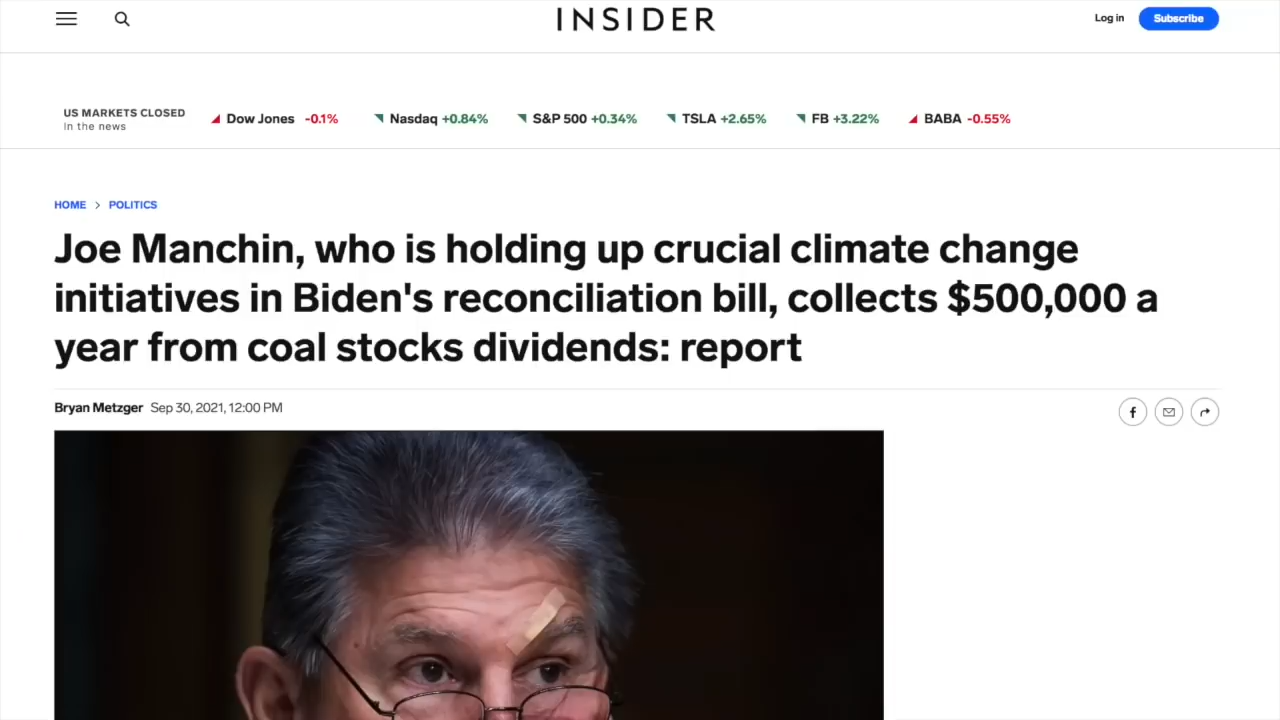 INSIDER
Log in
Subscribe
US MARKETS CLOSED
In the news
Dow Jones -0.1%
Nasdaq +0.84%
S&P 500 +0.34%
TSLA +2.65%
FB +3.22%
BABA -0.55%
HOME > POLITICS
Joe Manchin, who is holding up crucial climate change
initiatives in Biden's reconciliation bill, collects $500,000 a
year from coal stocks dividends: report
Bryan Metzger Sep 30, 2021, 12:00 PM